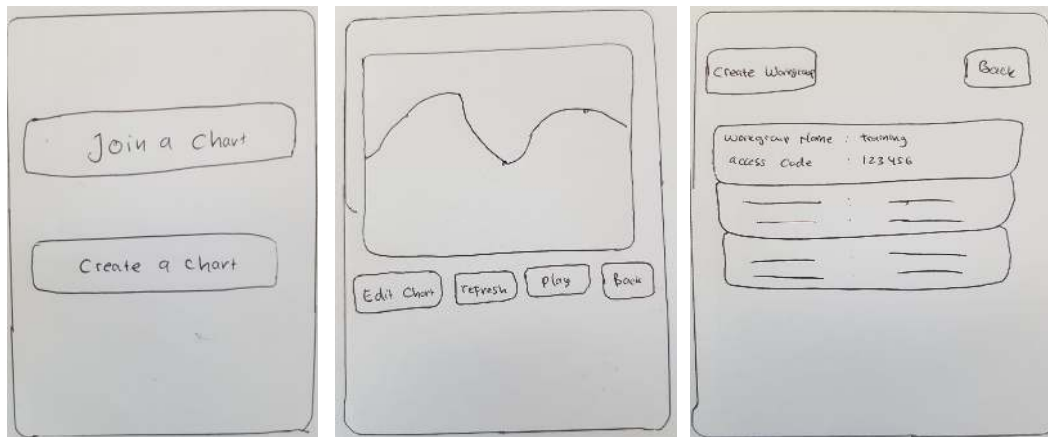 Join a Chart
Create a Chart
Edit Chart
refresh
Play
Back
Create Workgroup
Back
Workgroup Name : training
access Code : 123456